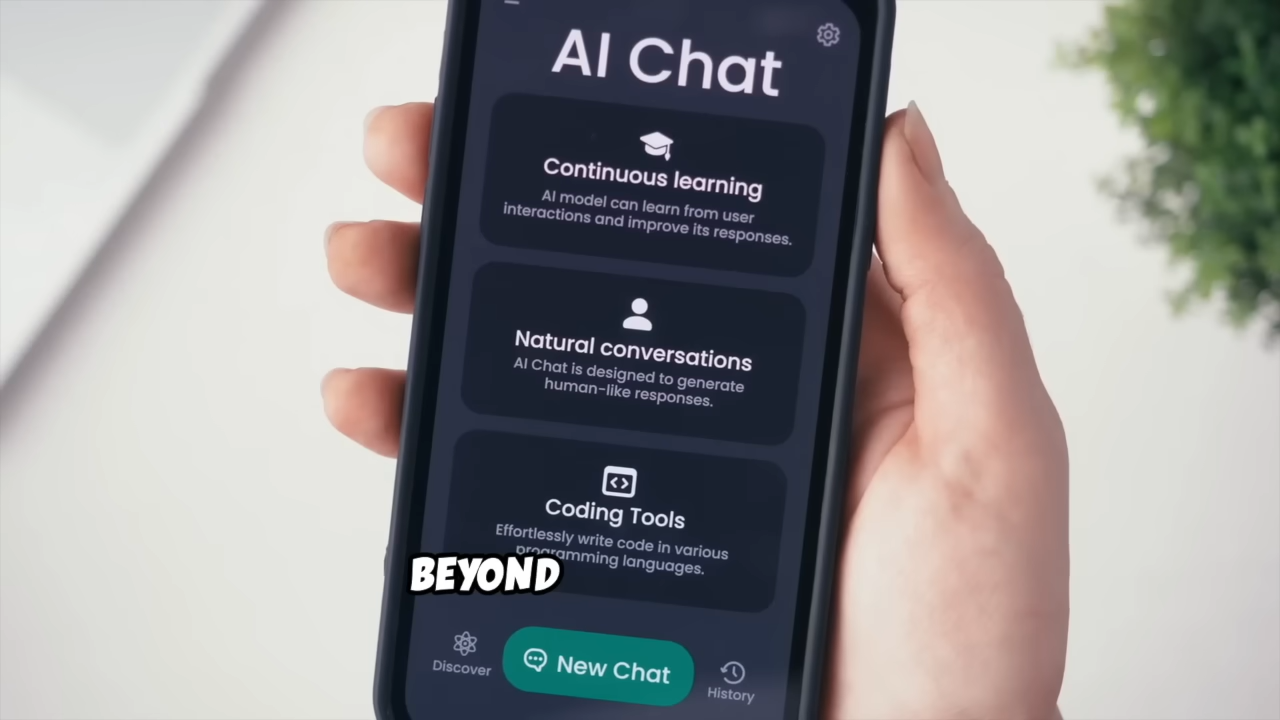 AI Chat
Continuous learning
AI model can learn from user
interactions and improve its responses.
Natural conversations
AI Chat is designed to generate
human-like responses.
Coding Tools
Effortlessly write code in various
programming languages.
BEYOND
Discover
New Chat
History